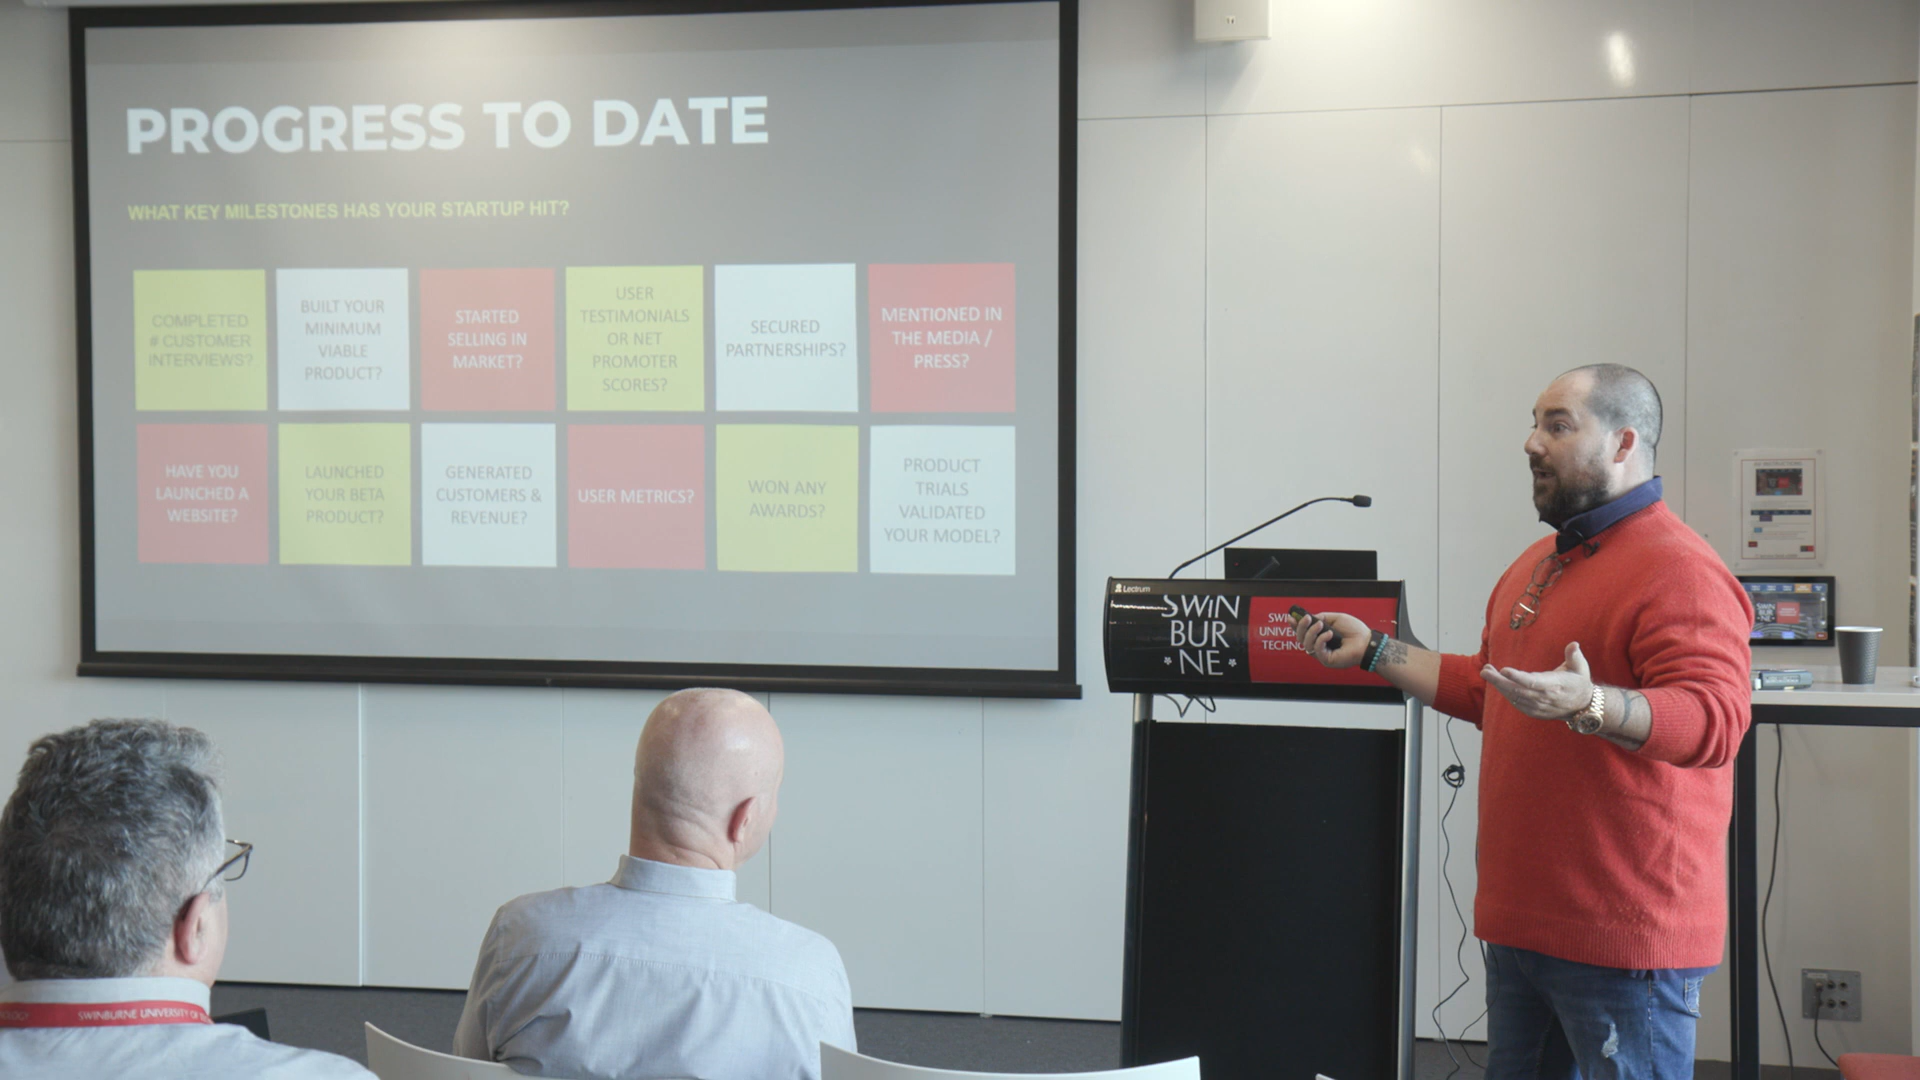 PROGRESS TO DATE
WHAT KEY MILESTONES HAS YOUR STARTUP HIT?
COMPLETED
# CUSTOMER
INTERVIEWS?
BUILT YOUR
MINIMUM
VIABLE
PRODUCT?
STARTED
SELLING IN
MARKET?
USER
TESTIMONIALS
OR NET
PROMOTER
SCORES?
SECURED
PARTNERSHIPS?
MENTIONED IN
THE MEDIA /
PRESS?
HAVE YOU
LAUNCHED A
WEBSITE?
LAUNCHED
YOUR BETA
PRODUCT?
GENERATED
CUSTOMERS &
REVENUE?
USER METRICS?
WON ANY
AWARDS?
PRODUCT
TRIALS
VALIDATED
YOUR MODEL?
Lectrum
SWIN
BUR
NE
SWINBURNE UNIVERSITY OF